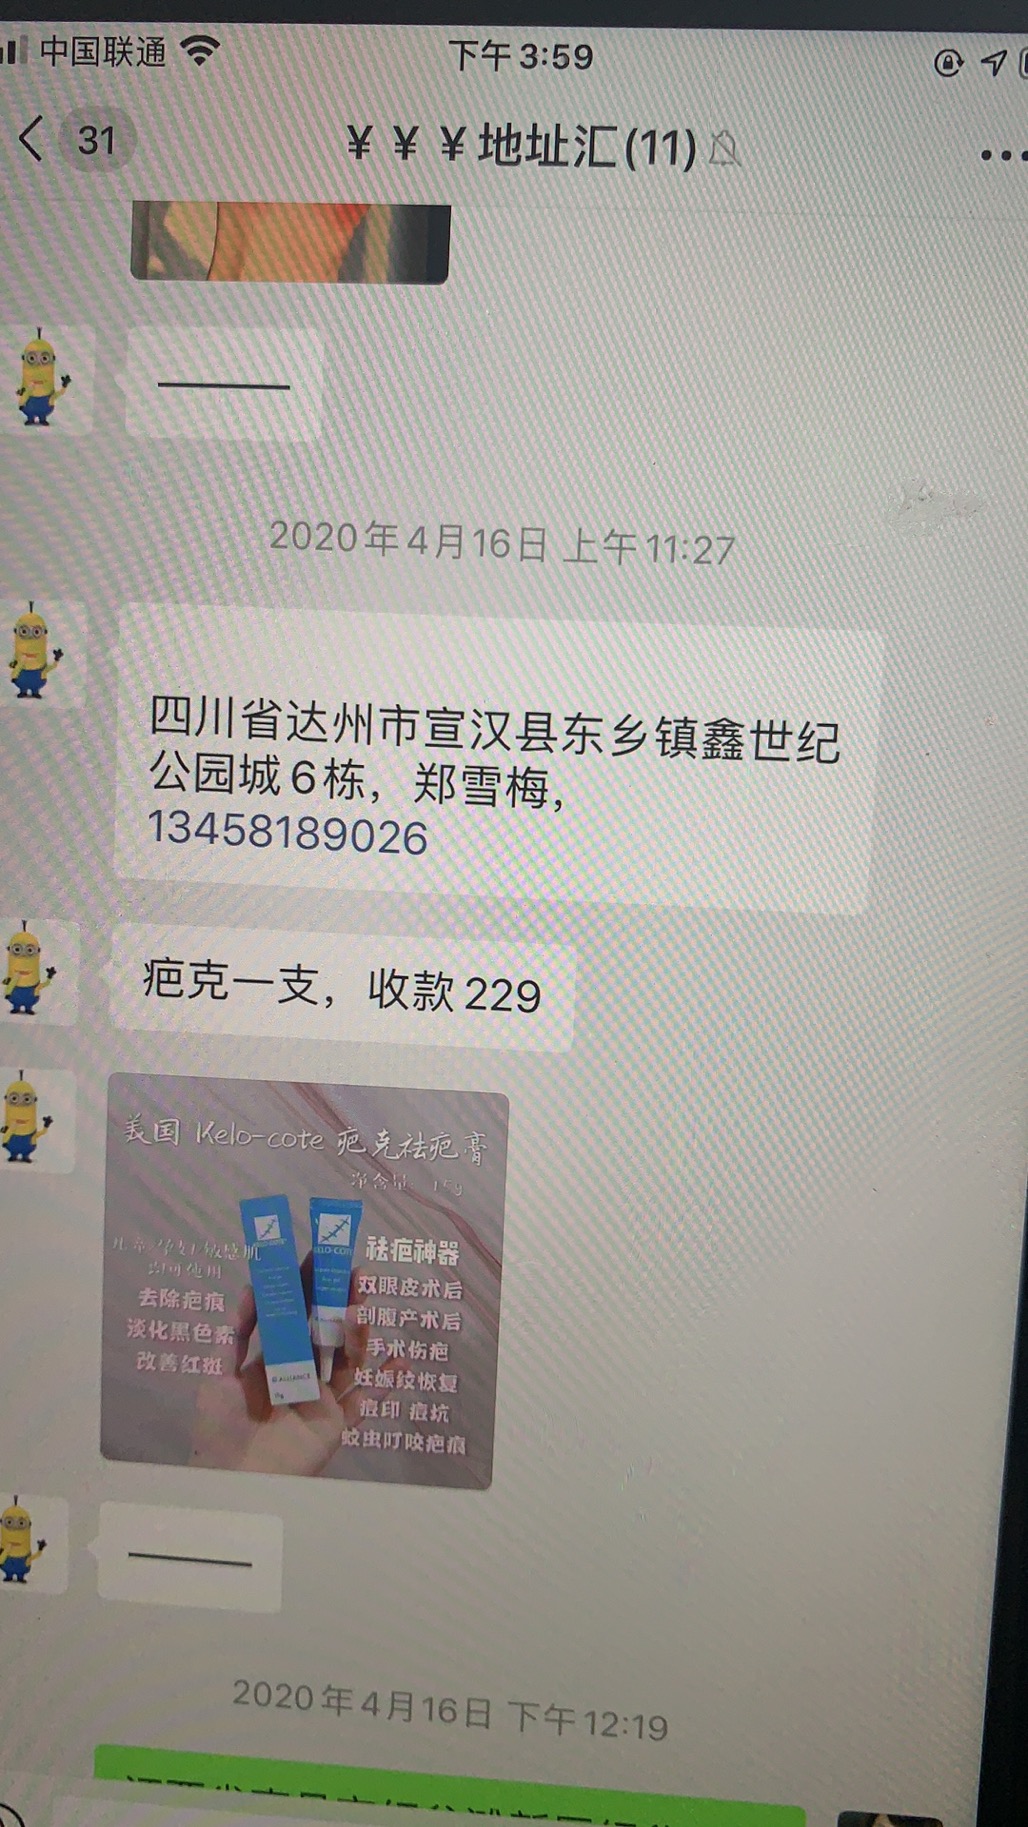 中国联通
下午 3:59
31
￥￥￥地址汇(11)
2020年4月16日 上午11:27
四川省达州市宣汉县东乡镇鑫世纪
公园城6栋，郑雪梅，
13458189026
疤克一支，收款229
美国 Kelo-cote 疤克祛疤膏
净含量 15g
儿童/孕妇/敏感肌
均可使用
去除疤痕
淡化黑色素
改善红斑
祛疤神器
双眼皮术后
剖腹产术后
手术伤疤
妊娠纹恢复
痘印 痘坑
蚊虫叮咬疤痕
2020年4月16日 下午12:19